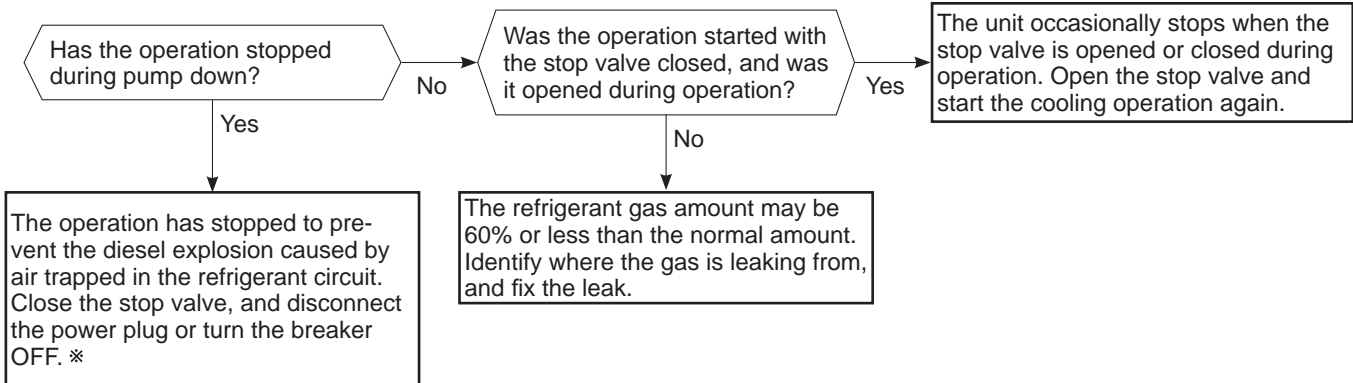 Has the operation stopped
during pump down?
No
Yes
Was the operation started with
the stop valve closed, and was
it opened during operation?
Yes
No
The unit occasionally stops when the
stop valve is opened or closed during
operation. Open the stop valve and
start the cooling operation again.
The operation has stopped to pre-
vent the diesel explosion caused by
air trapped in the refrigerant circuit.
Close the stop valve, and disconnect
the power plug or turn the breaker
OFF. ※
The refrigerant gas amount may be
60% or less than the normal amount.
Identify where the gas is leaking from,
and fix the leak.